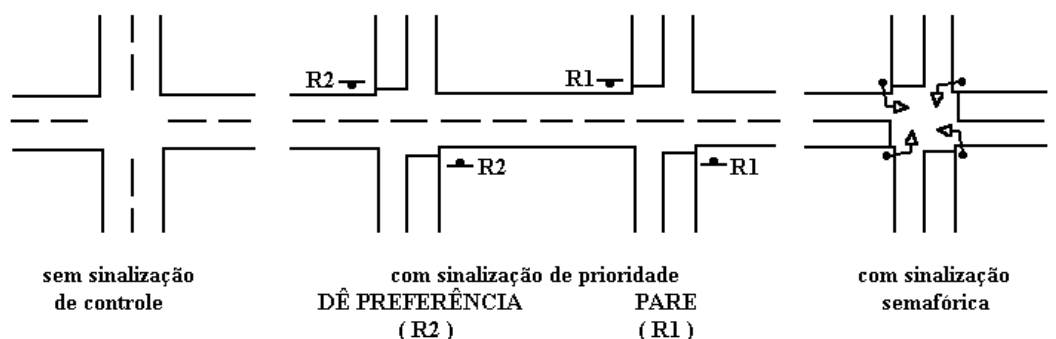 R2
R1
R2
R1
sem sinalização
de controle
com sinalização de prioridade
DÊ PREFERÊNCIA
( R2 )
PARE
( R1 )
com sinalização
semafórica